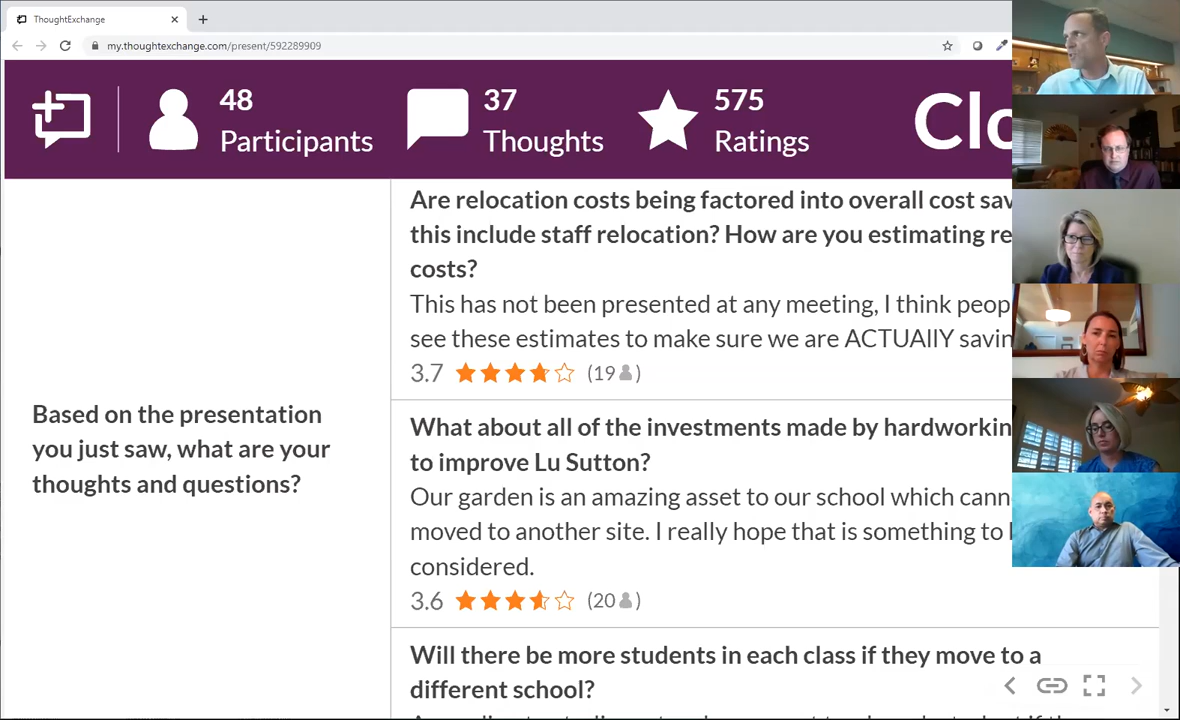 ThoughtExchange
my.thoughtexchange.com/present/592289909
48
Participants
37
Thoughts
575
Ratings
Clo
Based on the presentation
you just saw, what are your
thoughts and questions?
Are relocation costs being factored into overall cost sav
this include staff relocation? How are you estimating re
costs?
This has not been presented at any meeting, I think peop
see these estimates to make sure we are ACTUAllY savin
3.7
(19)
What about all of the investments made by hardworkin
to improve Lu Sutton?
Our garden is an amazing asset to our school which cann
moved to another site. I really hope that is something to
considered.
3.6
(20)
Will there be more students in each class if they move to a
different school?